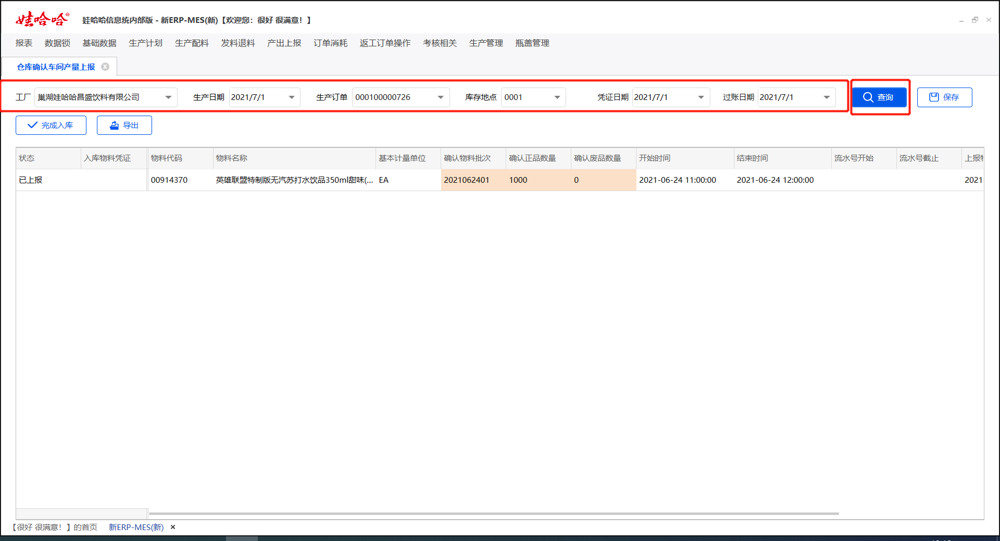 娃哈哈® 娃哈哈信息统内部版 - 新ERP-MES(新)【欢迎您：很好 很满意！】
报表 数据锁 基础数据 生产计划 生产配料 发料退料 产出上报 订单消耗 返工订单操作 考核相关 生产管理 瓶盖管理
仓库确认车间产量上报
工厂 巢湖娃哈哈昌盛饮料有限公司 生产日期 2021/7/1 生产订单 000100000726 库存地点 0001 凭证日期 2021/7/1 过账日期 2021/7/1 查询 保存
完成入库 导出
状态 入库物料凭证 物料代码 物料名称 基本计量单位 确认物料批次 确认正品数量 确认废品数量 开始时间 结束时间 流水号开始 流水号截止 上报
已上报 00914370 英雄联盟特制版无汽苏打水饮品350ml甜味(... EA 2021062401 1000 0 2021-06-24 11:00:00 2021-06-24 12:00:00 2021
【很好 很满意！】的首页 新ERP-MES(新) ×